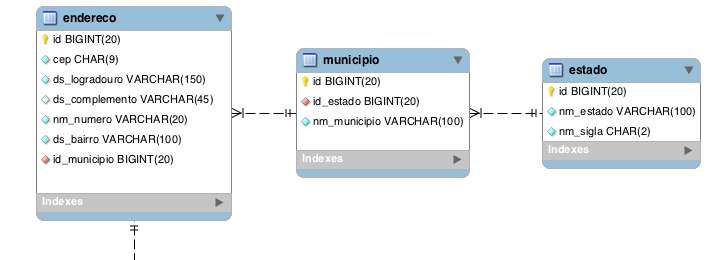 endereco
id BIGINT(20)
cep CHAR(9)
ds_logradouro VARCHAR(150)
ds_complemento VARCHAR(45)
nm_numero VARCHAR(20)
ds_bairro VARCHAR(100)
id_municipio BIGINT(20)
Indexes
municipio
id BIGINT(20)
id_estado BIGINT(20)
nm_municipio VARCHAR(100)
Indexes
estado
id BIGINT(20)
nm_estado VARCHAR(100)
nm_sigla CHAR(2)
Indexes